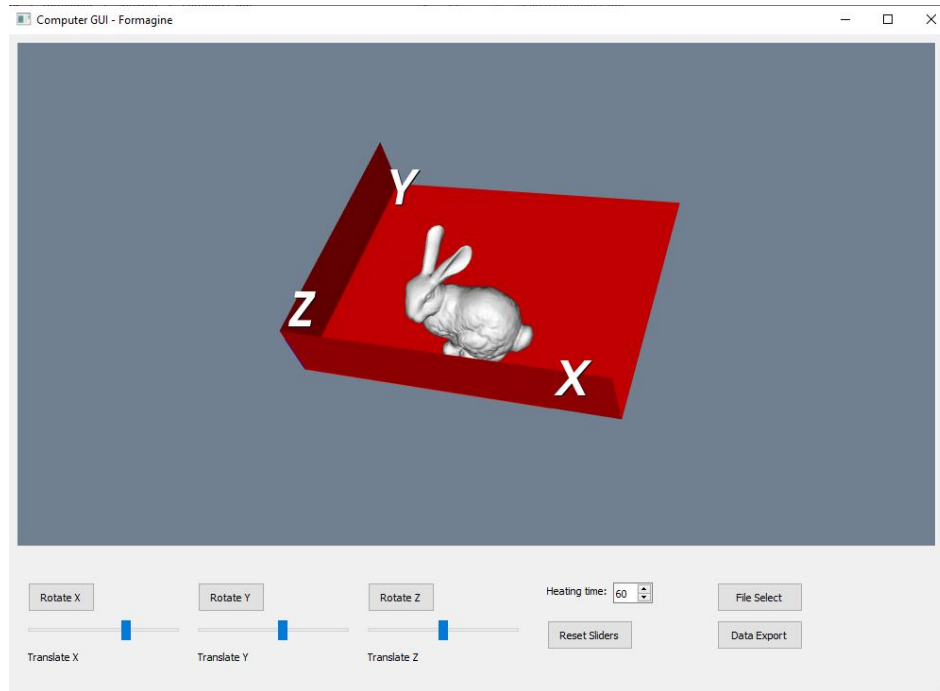 Computer GUI - Formagine
Y
Z
X
Rotate X
Rotate Y
Rotate Z
Heating time: 60
File Select
Reset Sliders
Data Export
Translate X
Translate Y
Translate Z